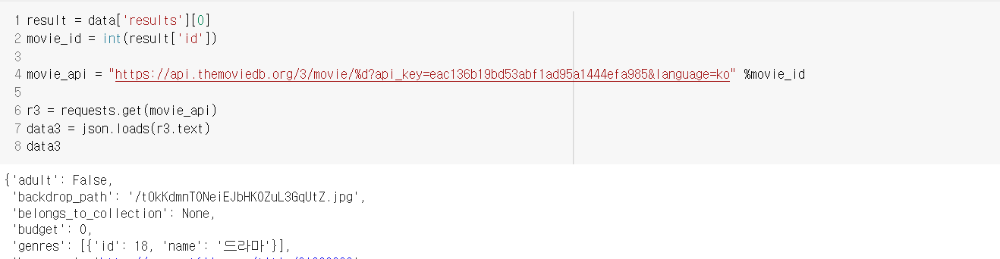 1 result = data['results'][0]
2 movie_id = int(result['id'])
3
4 movie_api = "https://api.themoviedb.org/3/movie/%d?api_key=eac136b19bd53abf1ad95a1444efa985&language=ko" %movie_id
5
6 r3 = requests.get(movie_api)
7 data3 = json.loads(r3.text)
8 data3
{'adult': False,
'backdrop_path': '/tOkKdmnTONeiEJbHKOZuL3GqUtZ.jpg',
'belongs_to_collection': None,
'budget': 0,
'genres': [{'id': 18, 'name': '드라마'}],